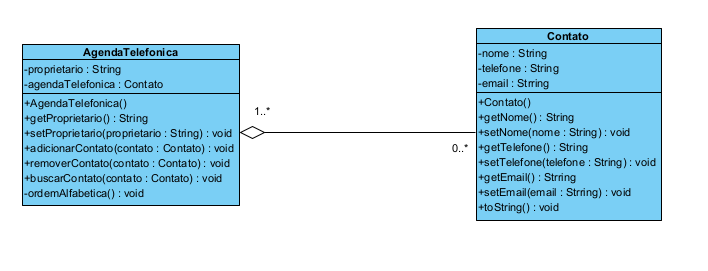 AgendaTelefonica
-proprietario : String
-agendaTelefonica : Contato
+AgendaTelefonica()
+getProprietario() : String
+setProprietario(proprietario : String) : void
+adicionarContato(contato : Contato) : void
+removerContato(contato : Contato) : void
+buscarContato(contato : Contato) : void
-ordemAlfabetica() : void
1..*
0..*
Contato
-nome : String
-telefone : String
-email : Strring
+Contato()
+getNome() : String
+setNome(nome : String) : void
+getTelefone() : String
+setTelefone(telefone : String) : void
+getEmail() : Strring
+setEmail(email : Strring) : void
+toString() : void